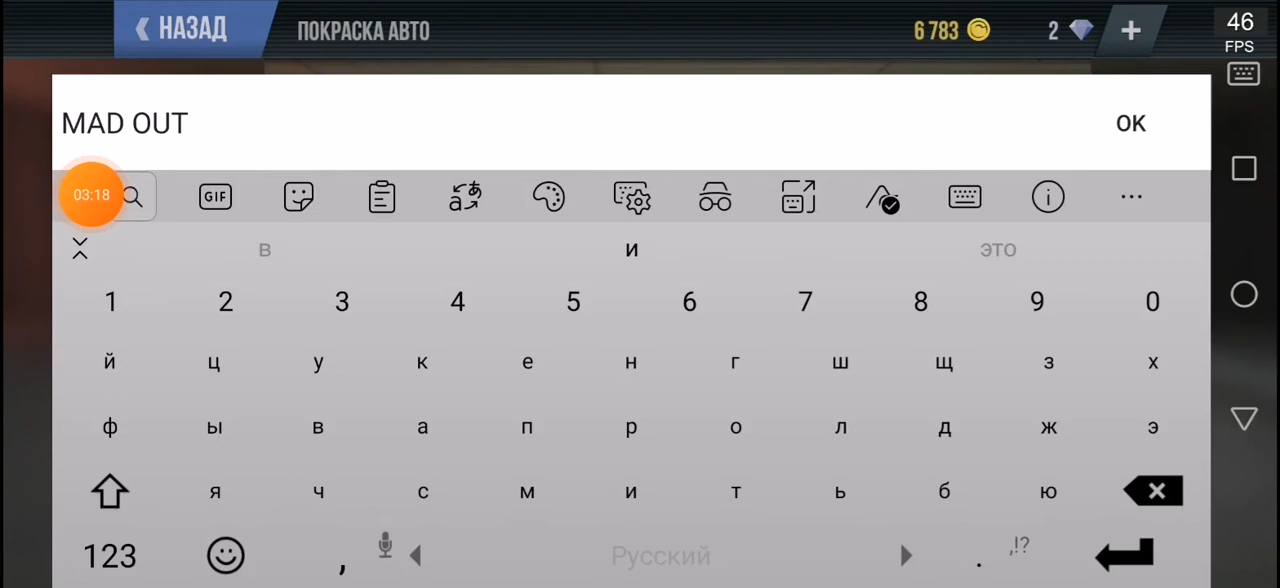 НАЗАД ПОКРАСКА АВТО 6 783 2 + 46
FPS
MAD OUT OK
03:18 GIF
в и это
1 2 3 4 5 6 7 8 9 0
й ц у к е н г ш щ з х
ф ы в а п р о л д ж э
я ч с м и т ь б ю
123 , Русский . ,!?